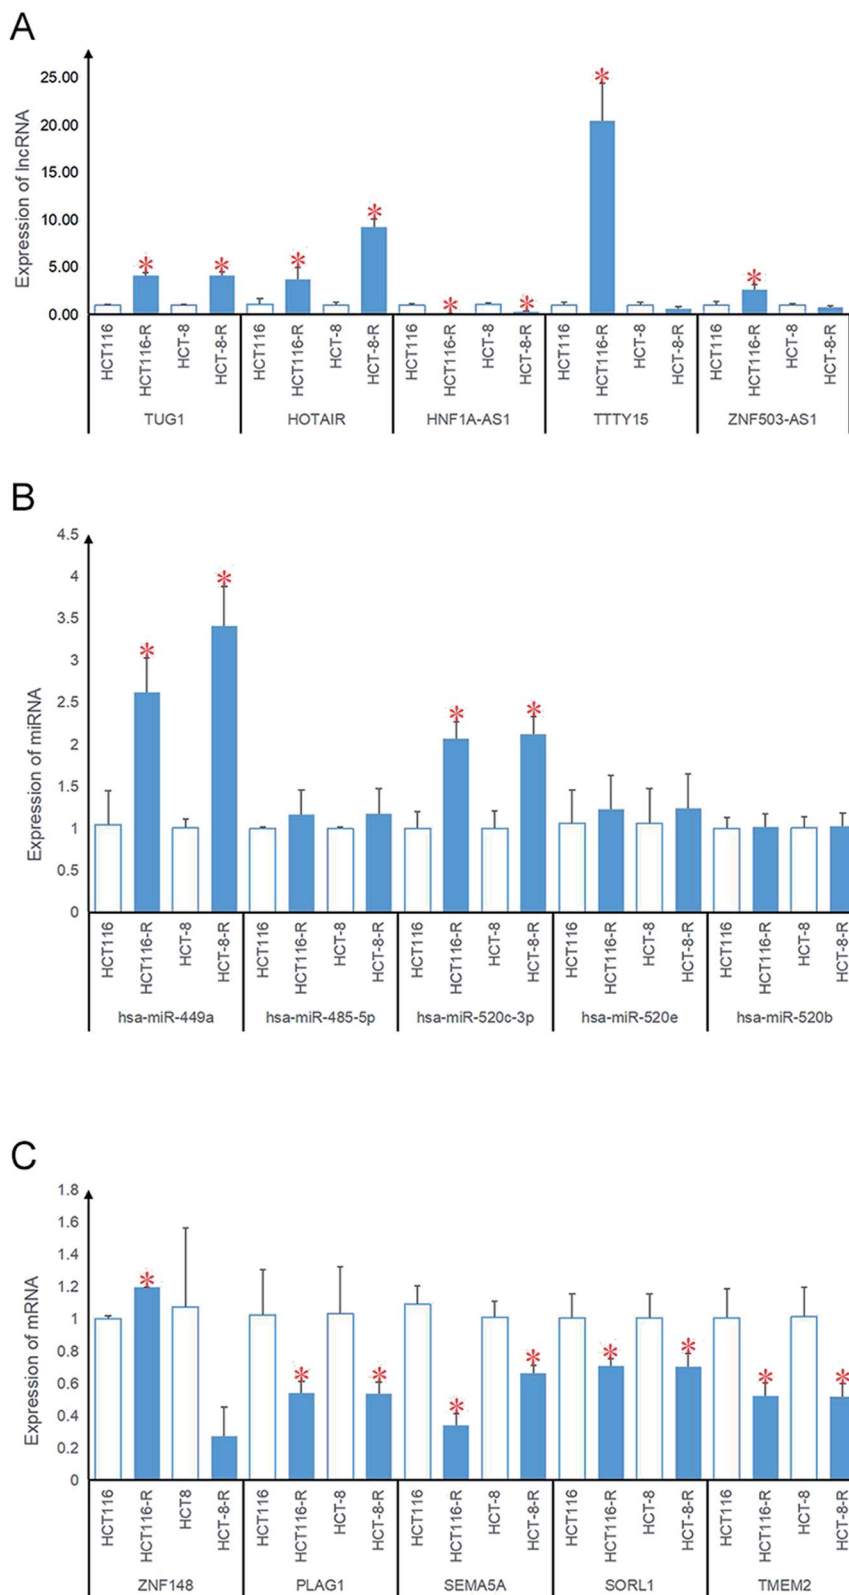 A
Expression of lncRNA
25.00
20.00
15.00
10.00
5.00
0.00
HCT116 HCT116-R HCT-8 HCT-8-R HCT116 HCT116-R HCT-8 HCT-8-R HCT116 HCT116-R HCT-8 HCT-8-R HCT116 HCT116-R HCT-8 HCT-8-R HCT116 HCT116-R HCT-8 HCT-8-R
TUG1 HOTAIR HNF1A-AS1 TTTY15 ZNF503-AS1
B
Expression of miRNA
4.5
4
3.5
3
2.5
2
1.5
1
0.5
0
HCT116 HCT116-R HCT-8 HCT-8-R HCT116 HCT116-R HCT-8 HCT-8-R HCT116 HCT116-R HCT-8 HCT-8-R HCT116 HCT116-R HCT-8 HCT-8-R HCT116 HCT116-R HCT-8 HCT-8-R
hsa-miR-449a hsa-miR-485-5p hsa-miR-520c-3p hsa-miR-520e hsa-miR-520b
C
Expression of mRNA
1.8
1.6
1.4
1.2
1
0.8
0.6
0.4
0.2
0
HCT116 HCT116-R HCT8 HCT-8-R HCT116 HCT116-R HCT-8 HCT-8-R HCT116 HCT116-R HCT-8 HCT-8-R HCT116 HCT116-R HCT-8 HCT-8-R HCT116 HCT116-R HCT-8 HCT-8-R
ZNF148 PLAG1 SEMA5A SORL1 TMEM2